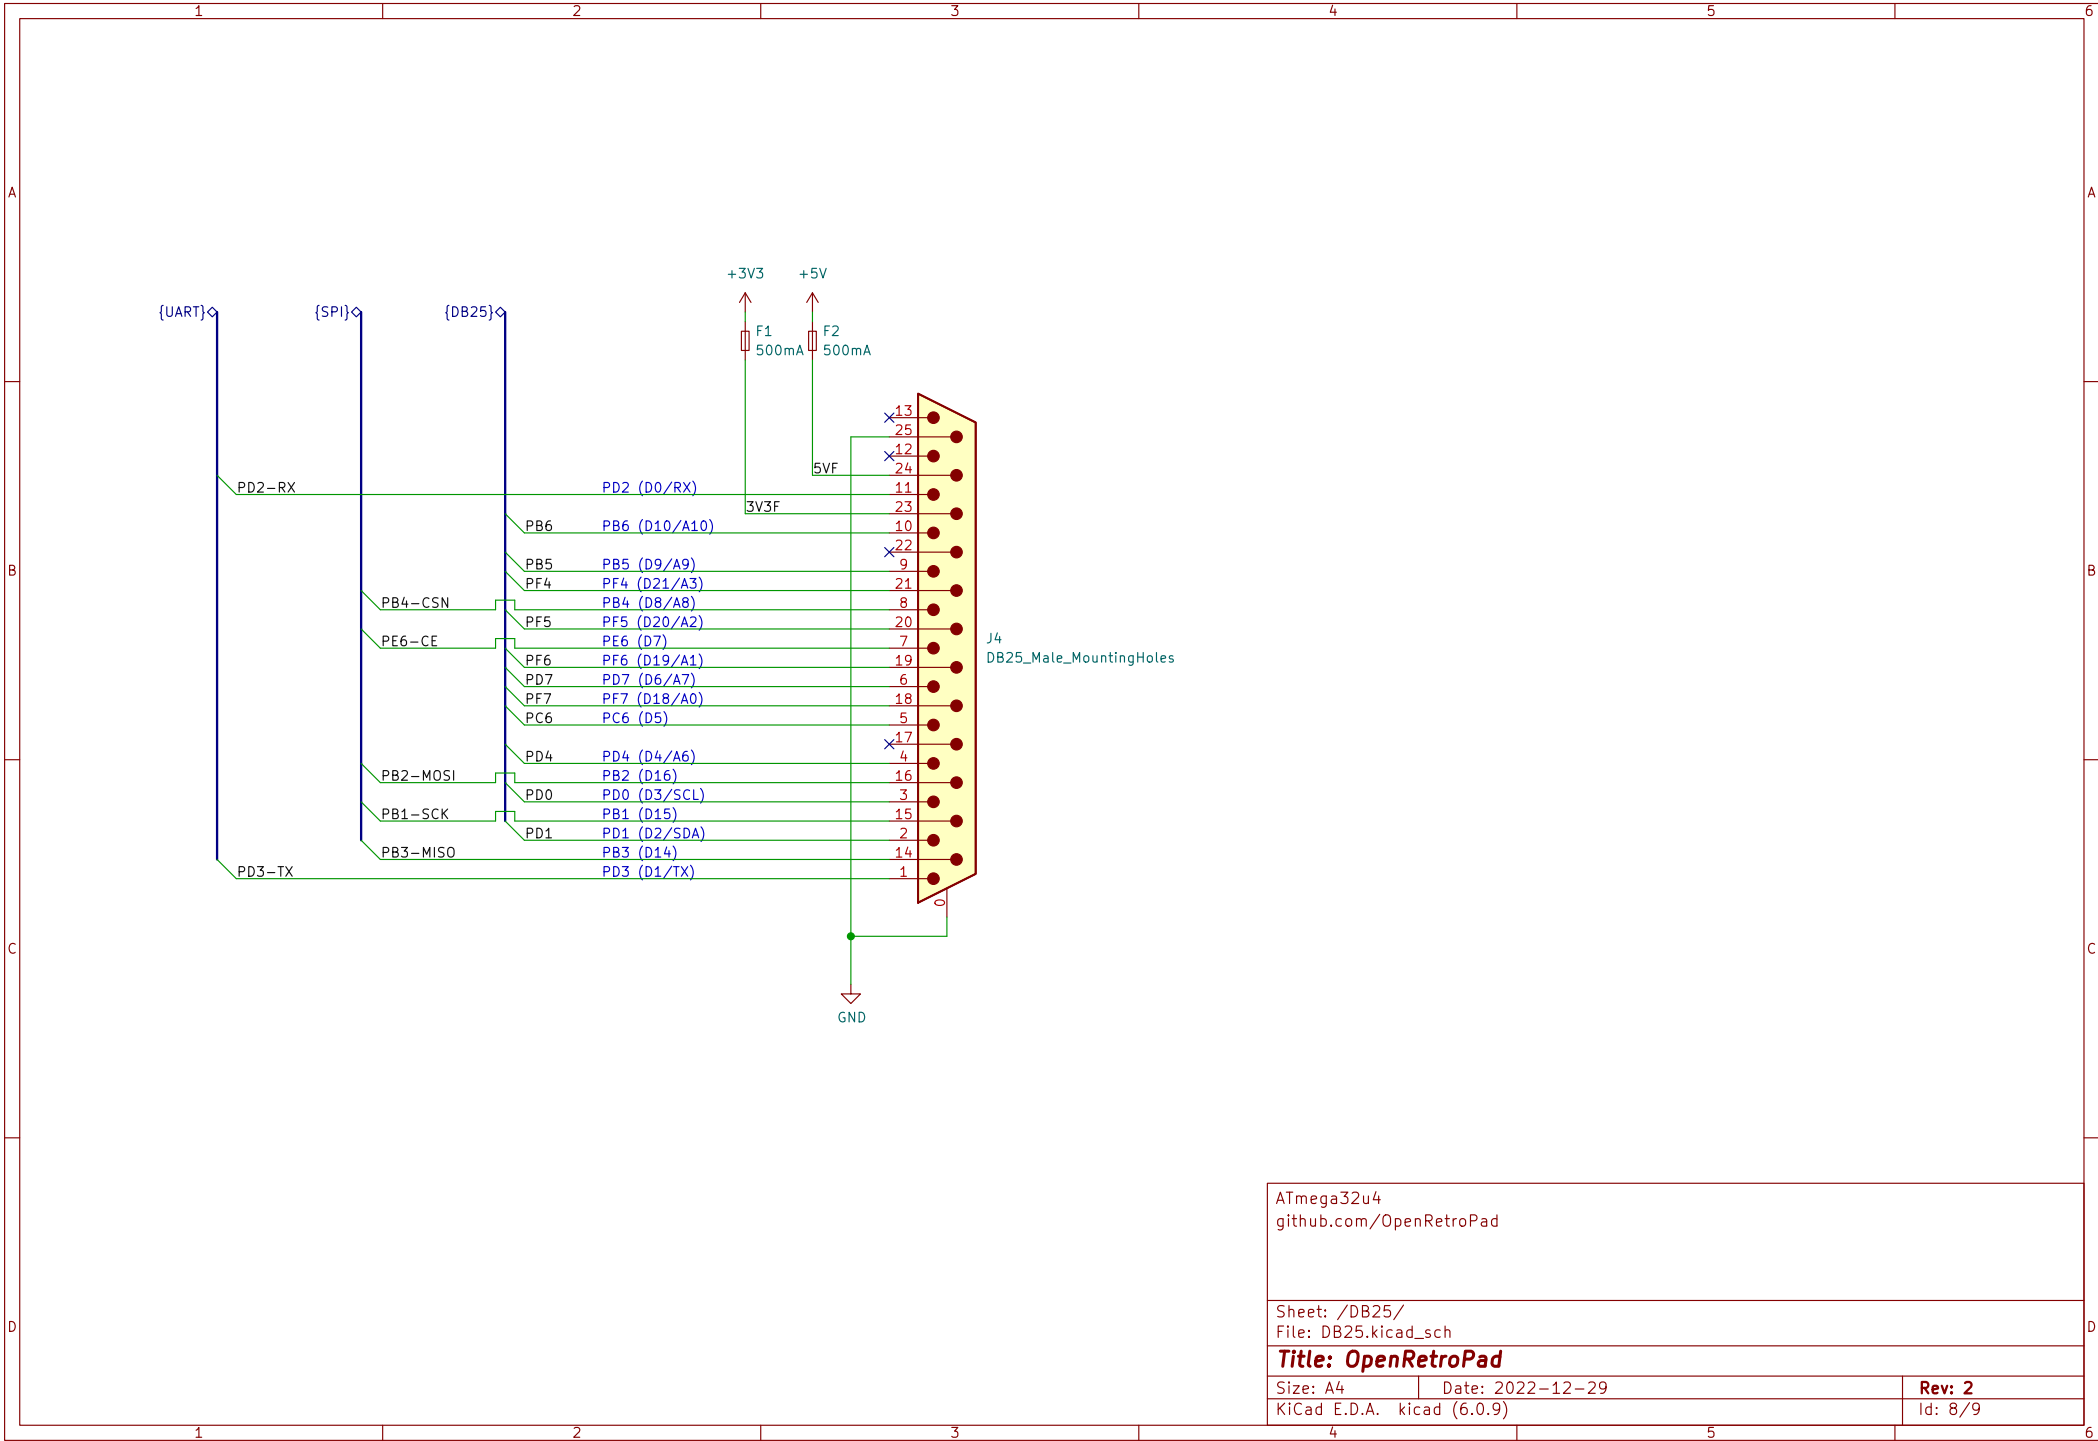 1 2 3 4 5 6
A A
+3V3 +5V
{UART} {SPI} {DB25}
F1 F2
500mA 500mA
13
25
12
5VF 24
PD2-RX PD2 (D0/RX) 11
3V3F 23
PB6 PB6 (D10/A10) 10
22
PB5 PB5 (D9/A9) 9
B B
PF4 PF4 (D21/A3) 21
PB4-CSN PB4 (D8/A8) 8
PF5 PF5 (D20/A2) 20
PE6-CE PE6 (D7) 7
J4
DB25_Male_MountingHoles
PF6 PF6 (D19/A1) 19
PD7 PD7 (D6/A7) 6
PF7 PF7 (D18/A0) 18
PC6 PC6 (D5) 5
17
PD4 PD4 (D4/A6) 4
PB2-MOSI PB2 (D16) 16
PD0 PD0 (D3/SCL) 3
PB1-SCK PB1 (D15) 15
PD1 PD1 (D2/SDA) 2
PB3-MISO PB3 (D14) 14
PD3-TX PD3 (D1/TX) 1
0
C C
GND
ATmega32u4
github.com/OpenRetroPad
Sheet: /DB25/
File: DB25.kicad_sch
D D
Title: OpenRetroPad
Size: A4 Date: 2022-12-29 Rev: 2
KiCad E.D.A. kicad (6.0.9) Id: 8/9
1 2 3 4 5 6